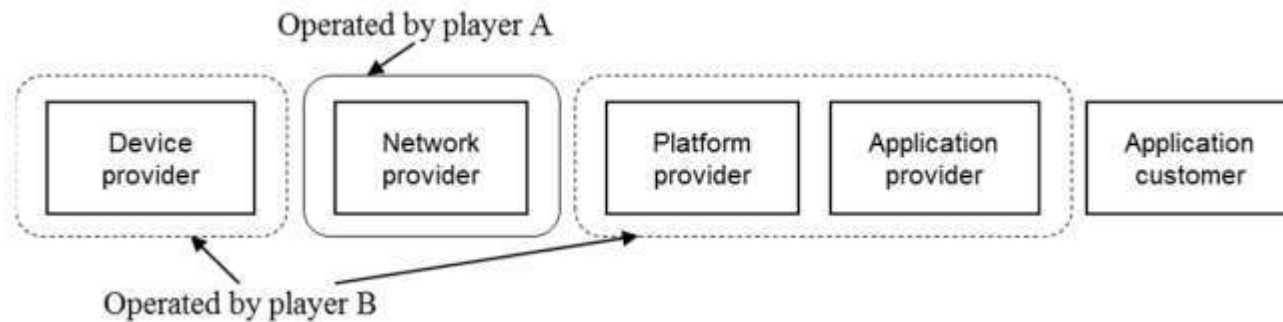 Operated by player A
Device
provider
Network
provider
Platform
provider
Application
provider
Application
customer
Operated by player B